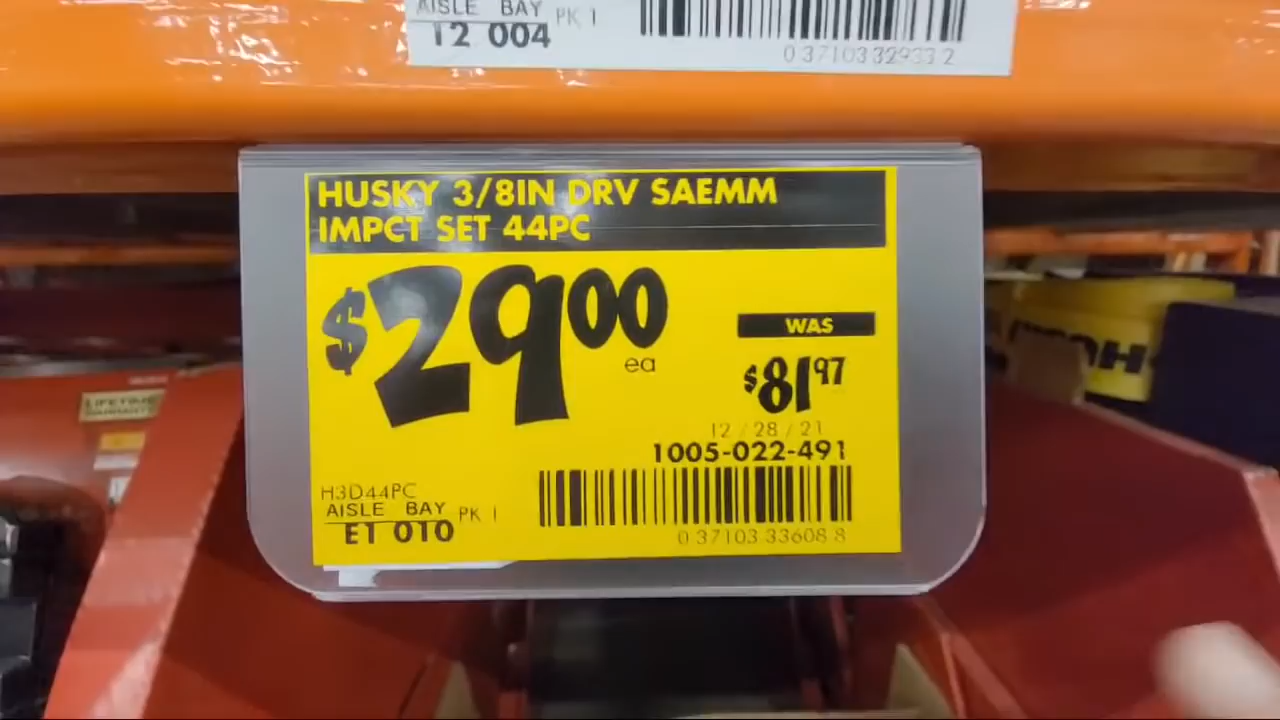 AISLE BAY PK 1
12 004
0 37103 32933 2
HUSKY 3/8IN DRV SAEMM
IMPCT SET 44PC
$29.00
ea
WAS
$81.97
12/28/21
1005-022-491
H3D44PC
AISLE BAY PK 1
E1 010
0 37103 33608 8
LIFETIME
WARRANTY